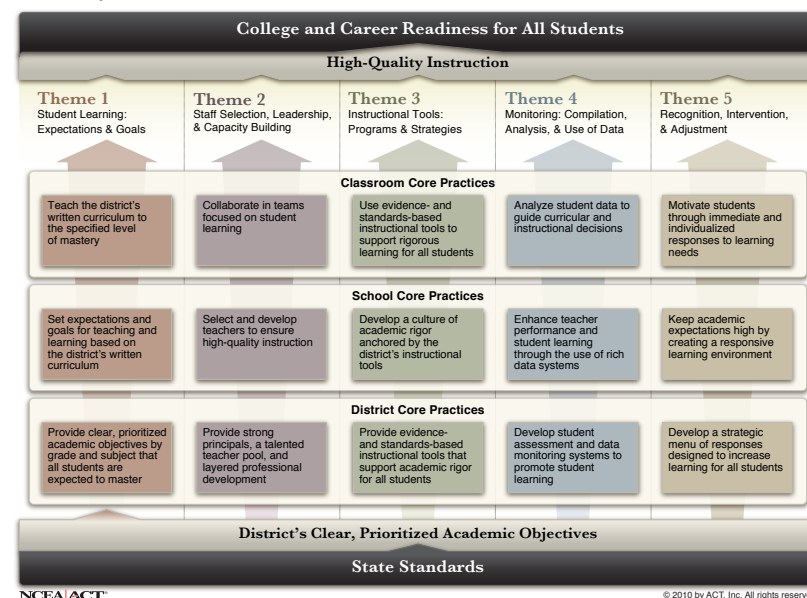 College and Career Readiness for All Students
High-Quality Instruction
Theme 1
Student Learning:
Expectations & Goals
Theme 2
Staff Selection, Leadership,
& Capacity Building
Theme 3
Instructional Tools:
Programs & Strategies
Theme 4
Monitoring: Compilation,
Analysis, & Use of Data
Theme 5
Recognition, Intervention,
& Adjustment
Classroom Core Practices
Teach the district's
written curriculum to
the specified level
of mastery
Collaborate in teams
focused on student
learning
Use evidence- and
standards-based
instructional tools to
support rigorous
learning for all students
Analyze student data to
guide curricular and
instructional decisions
Motivate students
through immediate and
individualized
responses to learning
needs
School Core Practices
Set expectations and
goals for teaching and
learning based on
the district's written
curriculum
Select and develop
teachers to ensure
high-quality instruction
Develop a culture of
academic rigor
anchored by the
district's instructional
tools
Enhance teacher
performance and
student learning
through the use of rich
data systems
Keep academic
expectations high by
creating a responsive
learning environment
District Core Practices
Provide clear, prioritized
academic objectives by
grade and subject that
all students are
expected to master
Provide strong
principals, a talented
teacher pool, and
layered professional
development
Provide evidence-
and standards-based
instructional tools that
support academic rigor
for all students
Develop student
assessment and data
monitoring systems to
promote student
learning
Develop a strategic
menu of responses
designed to increase
learning for all students
District's Clear, Prioritized Academic Objectives
State Standards
NCEA ACT
© 2010 by ACT, Inc. All rights